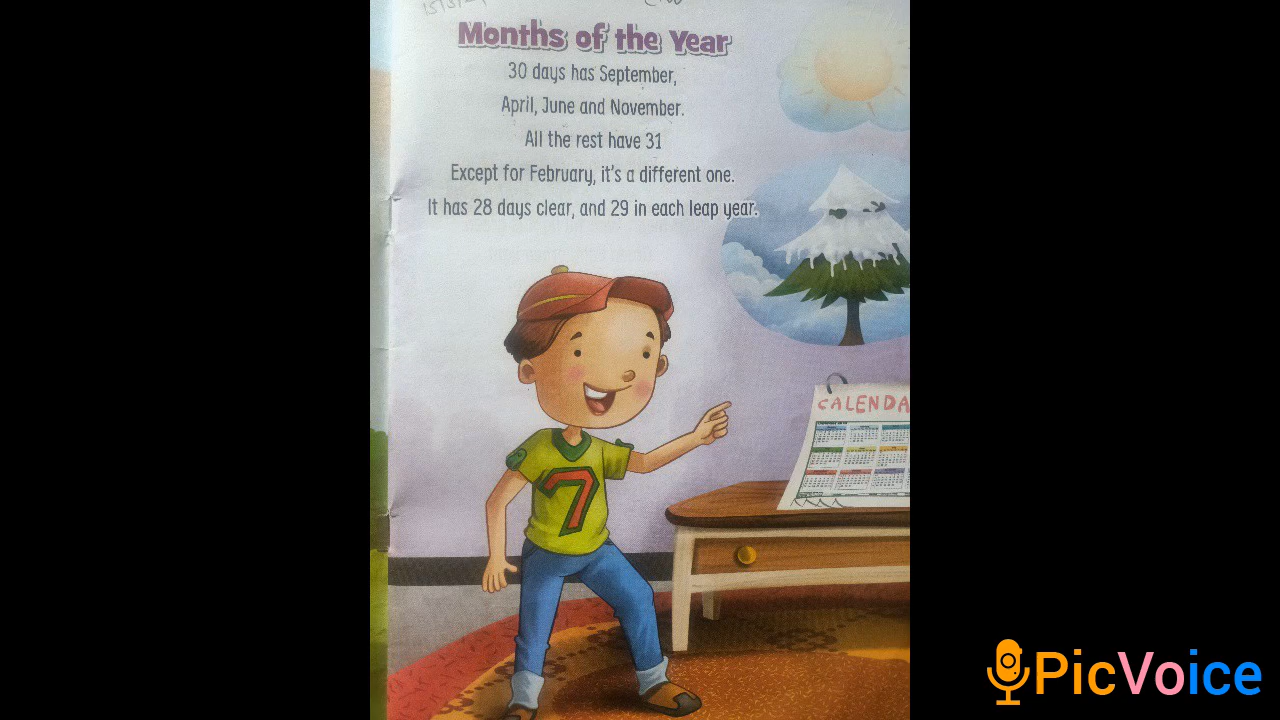 Months of the Year
30 days has September,
April, June and November.
All the rest have 31
Except for February, it's a different one.
It has 28 days clear, and 29 in each leap year.
CALENDA
7
PicVoice